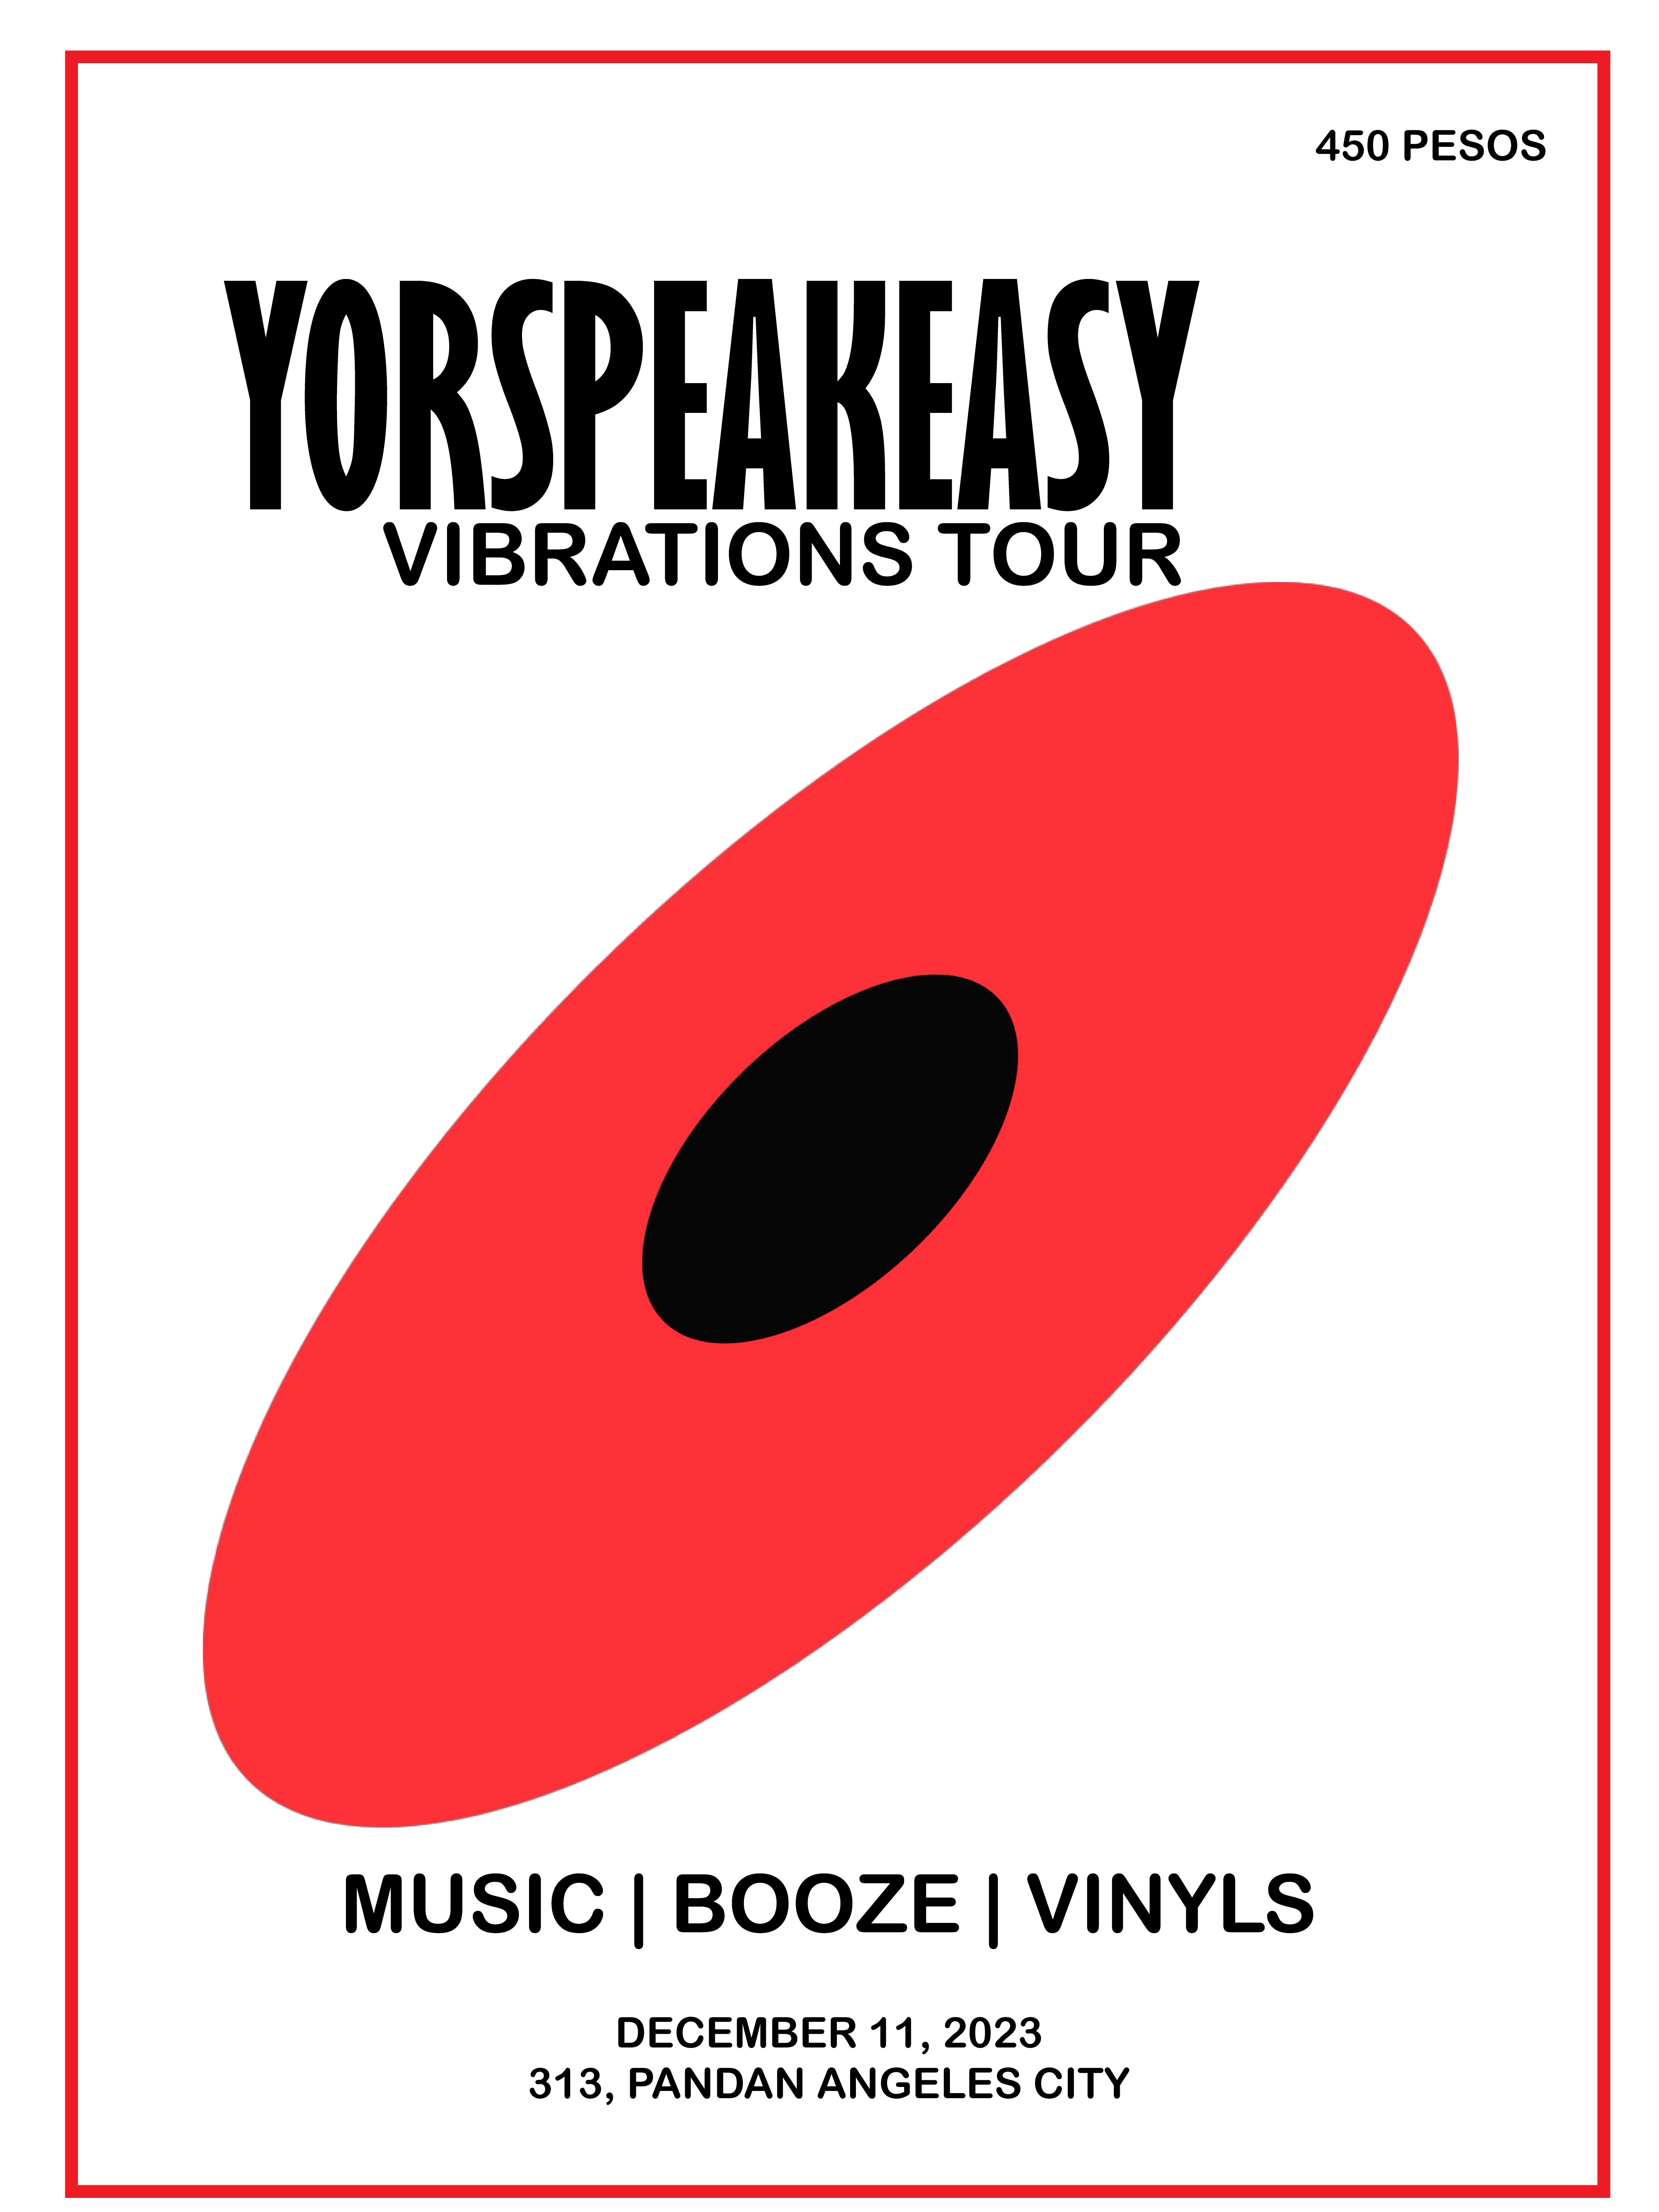 450 PESOS
YORSPEAKEASY
VIBRATIONS TOUR
MUSIC | BOOZE | VINYLS
DECEMBER 11, 2023
313, PANDAN ANGELES CITY